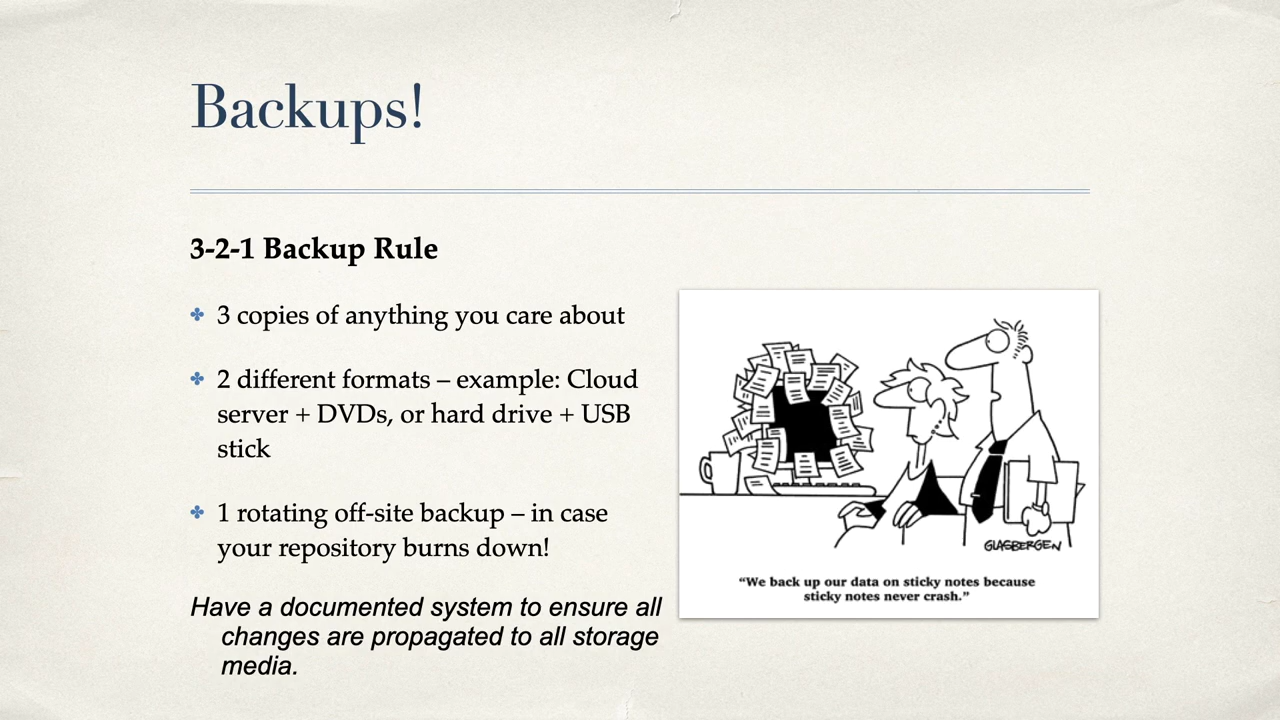 Backups!
3-2-1 Backup Rule
3 copies of anything you care about
2 different formats – example: Cloud
server + DVDs, or hard drive + USB
stick
1 rotating off-site backup – in case
your repository burns down!
Have a documented system to ensure all
changes are propagated to all storage
media.
GLASBERGEN
“We back up our data on sticky notes because
sticky notes never crash.”